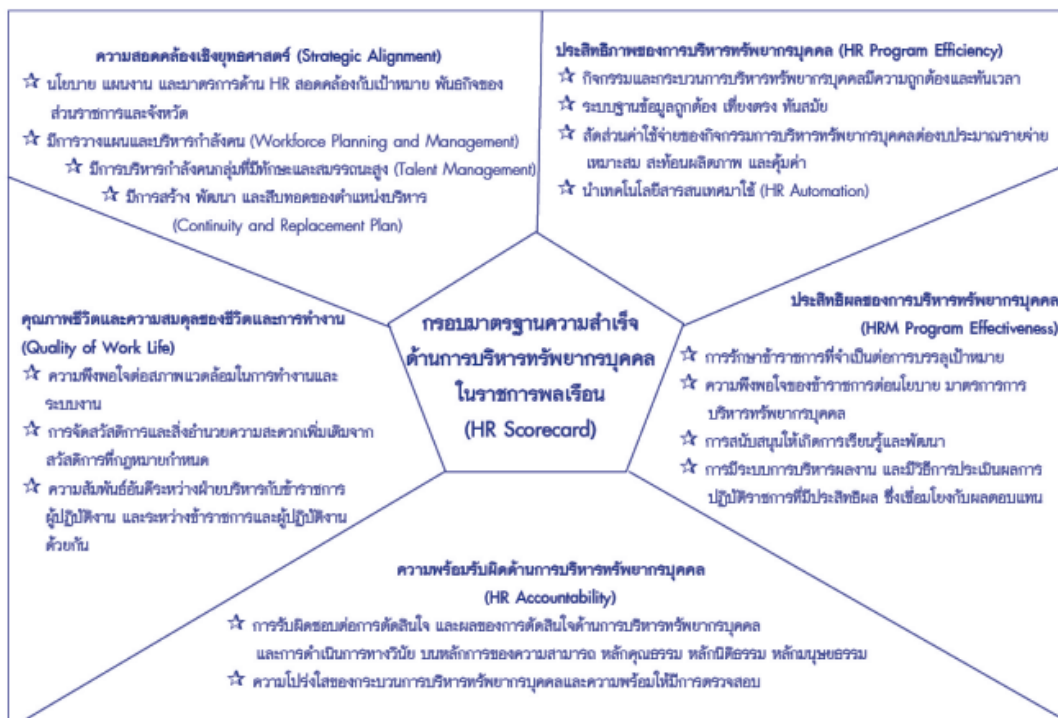 ความสอดคล้องเชิงยุทธศาสตร์ (Strategic Alignment)
☆ นโยบาย แผนงาน และมาตรการด้าน HR สอดคล้องกับเป้าหมาย พันธกิจของ
ส่วนราชการและจังหวัด
☆ มีการวางแผนและบริหารกำลังคน (Workforce Planning and Management)
☆ มีการบริหารกำลังคนกลุ่มที่มีทักษะและสมรรถนะสูง (Talent Management)
☆ มีการสร้าง พัฒนา และสืบทอดของตำแหน่งบริหาร
(Continuity and Replacement Plan)
ประสิทธิภาพของการบริหารทรัพยากรบุคคล (HR Program Efficiency)
☆ กิจกรรมและกระบวนการบริหารทรัพยากรบุคคลมีความถูกต้องและทันเวลา
☆ ระบบฐานข้อมูลถูกต้อง เที่ยงตรง ทันสมัย
☆ สัดส่วนค่าใช้จ่ายของกิจกรรมการบริหารทรัพยากรบุคคลต่องบประมาณรายจ่าย
เหมาะสม สะท้อนผลิตภาพ และคุ้มค่า
☆ นำเทคโนโลยีสารสนเทศมาใช้ (HR Automation)
คุณภาพชีวิตและความสมดุลของชีวิตและการทำงาน
(Quality of Work Life)
☆ ความพึงพอใจต่อสภาพแวดล้อมในการทำงานและ
ระบบงาน
☆ การจัดสวัสดิการและสิ่งอำนวยความสะดวกเพิ่มเติมจาก
สวัสดิการที่กฎหมายกำหนด
☆ ความสัมพันธ์อันดีระหว่างฝ่ายบริหารกับข้าราชการ
ผู้ปฏิบัติงาน และระหว่างข้าราชการและผู้ปฏิบัติงาน
ด้วยกัน
กรอบมาตรฐานความสำเร็จ
ด้านการบริหารทรัพยากรบุคคล
ในราชการพลเรือน
(HR Scorecard)
ประสิทธิผลของการบริหารทรัพยากรบุคคล
(HRM Program Effectiveness)
☆ การรักษาข้าราชการที่จำเป็นต่อการบรรลุเป้าหมาย
☆ ความพึงพอใจของข้าราชการต่อนโยบาย มาตรการการ
บริหารทรัพยากรบุคคล
☆ การสนับสนุนให้เกิดการเรียนรู้และพัฒนา
☆ การมีระบบการบริหารผลงาน และมีวิธีการประเมินผลการ
ปฏิบัติราชการที่มีประสิทธิผล ซึ่งเชื่อมโยงกับผลตอบแทน
ความพร้อมรับผิดด้านการบริหารทรัพยากรบุคคล
(HR Accountability)
☆ การรับผิดชอบต่อการตัดสินใจ และผลของการตัดสินใจด้านการบริหารทรัพยากรบุคคล
และการดำเนินการทางวินัย บนหลักการของความสามารถ หลักคุณธรรม หลักนิติธรรม หลักมนุษยธรรม
☆ ความโปร่งใสของกระบวนการบริหารทรัพยากรบุคคลและความพร้อมให้มีการตรวจสอบ